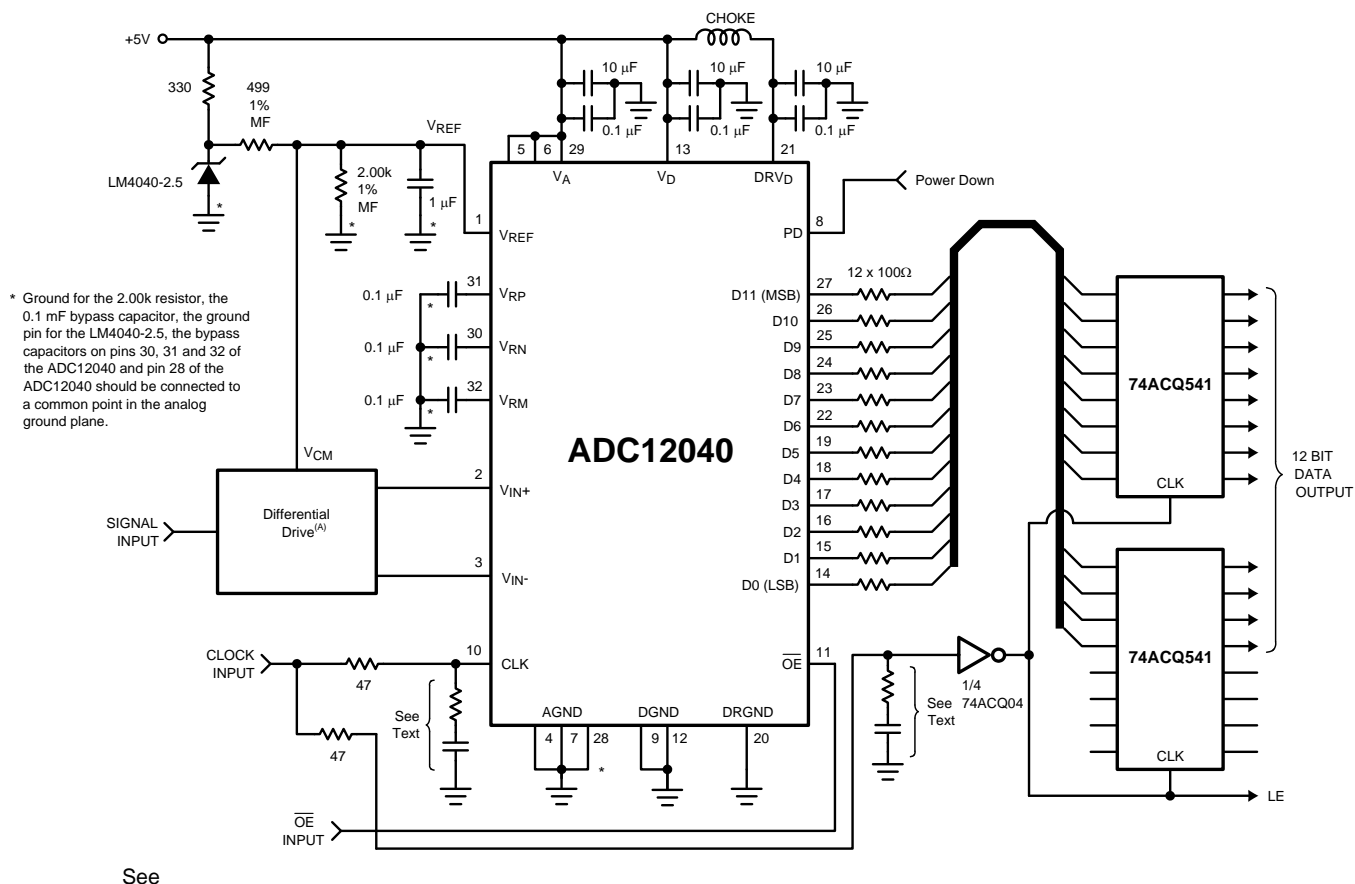 CHOKE
+5V
330
499
1%
MF
10 µF
0.1 µF
10 µF
0.1 µF
10 µF
0.1 µF
VREF
LM4040-2.5
*
2.00k
1%
MF
*
1 µF
*
5
6
29
13
21
VA
VD
DRVD
1
VREF
8
PD
Power Down
* Ground for the 2.00k resistor, the
0.1 mF bypass capacitor, the ground
pin for the LM4040-2.5, the bypass
capacitors on pins 30, 31 and 32 of
the ADC12040 and pin 28 of the
ADC12040 should be connected to
a common point in the analog
ground plane.
0.1 µF
*
31
VRP
0.1 µF
*
30
VRN
0.1 µF
*
32
VRM
ADC12040
12 x 100Ω
D11 (MSB)
27
D10
26
D9
25
D8
24
D7
23
D6
22
D5
19
D4
18
D3
17
D2
16
D1
15
D0 (LSB)
14
74ACQ541
CLK
12 BIT
DATA
OUTPUT
74ACQ541
CLK
VCM
SIGNAL
INPUT
Differential
Drive(A)
2
VIN+
3
VIN-
CLOCK
INPUT
47
47
10
CLK
See
Text
OE
11
1/4
74ACQ04
See
Text
AGND
4
7
28
*
DGND
9
12
DRGND
20
OE
INPUT
LE
See